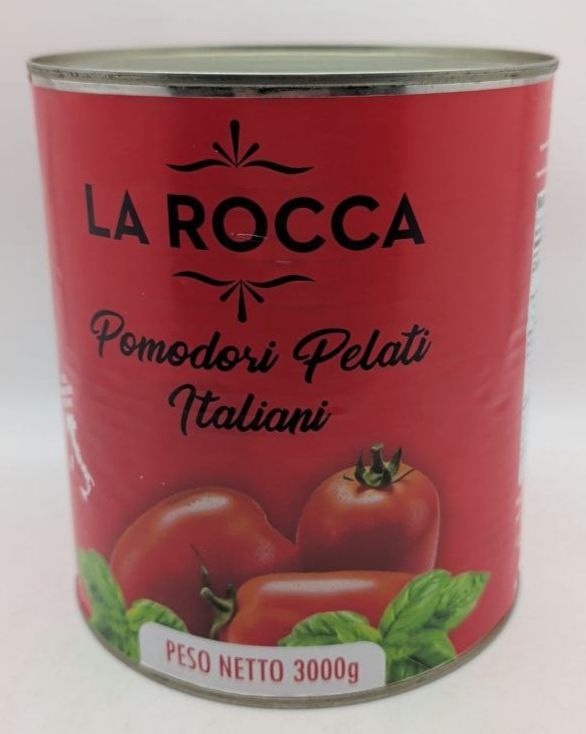 LA ROCCA
Pomodori Pelati
Italiani
PESO NETTO 3000g